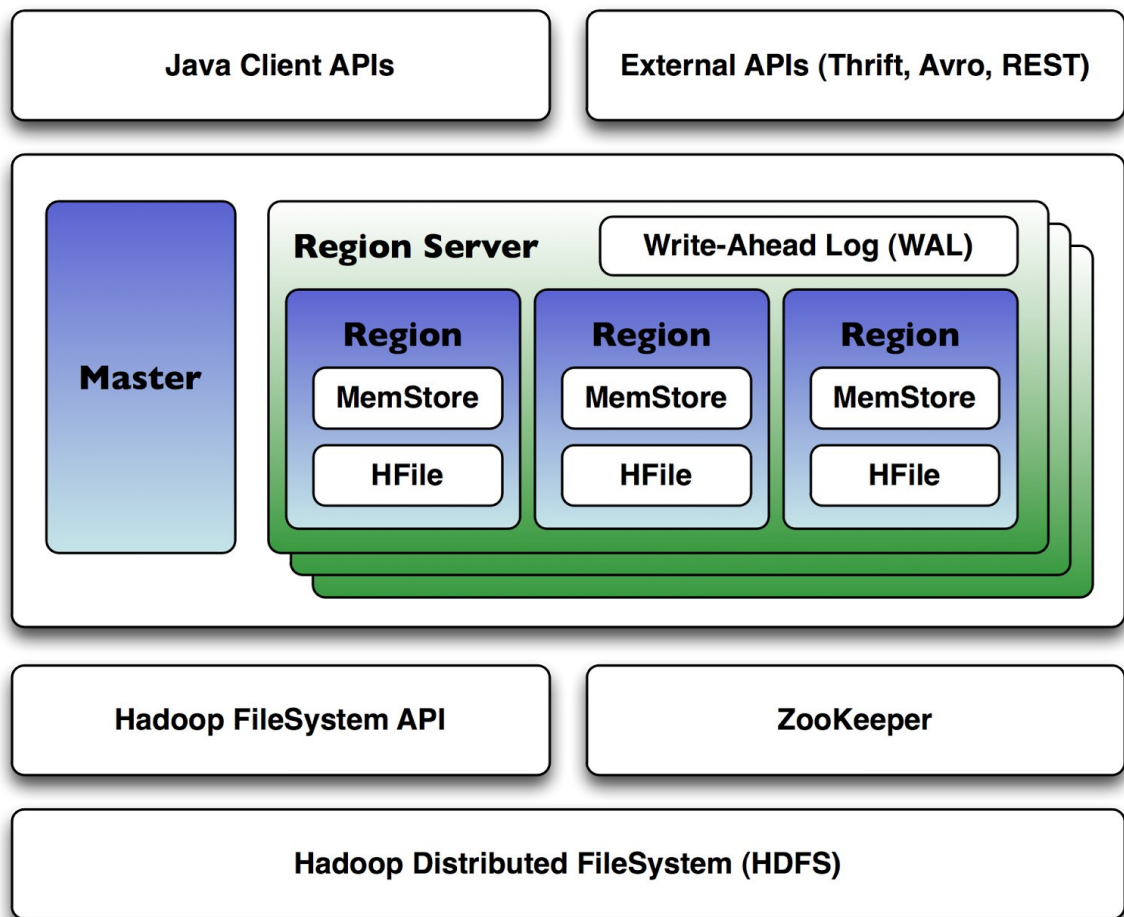 Java Client APIs
External APIs (Thrift, Avro, REST)
Master
Region Server
Write-Ahead Log (WAL)
Region
MemStore
HFile
Region
MemStore
HFile
Region
MemStore
HFile
Hadoop FileSystem API
ZooKeeper
Hadoop Distributed FileSystem (HDFS)